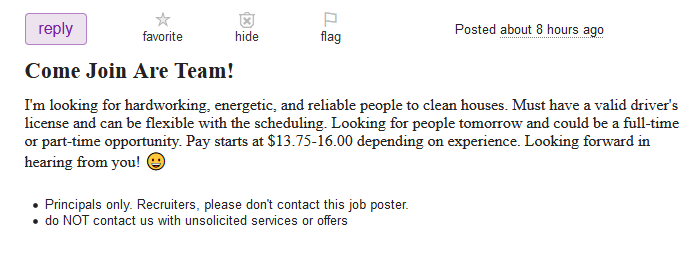 reply
favorite
hide
flag
Posted about 8 hours ago
Come Join Are Team!
I'm looking for hardworking, energetic, and reliable people to clean houses. Must have a valid driver's
license and can be flexible with the scheduling. Looking for people tomorrow and could be a full-time
or part-time opportunity. Pay starts at $13.75-16.00 depending on experience. Looking forward in
hearing from you! 😀
• Principals only. Recruiters, please don't contact this job poster.
• do NOT contact us with unsolicited services or offers